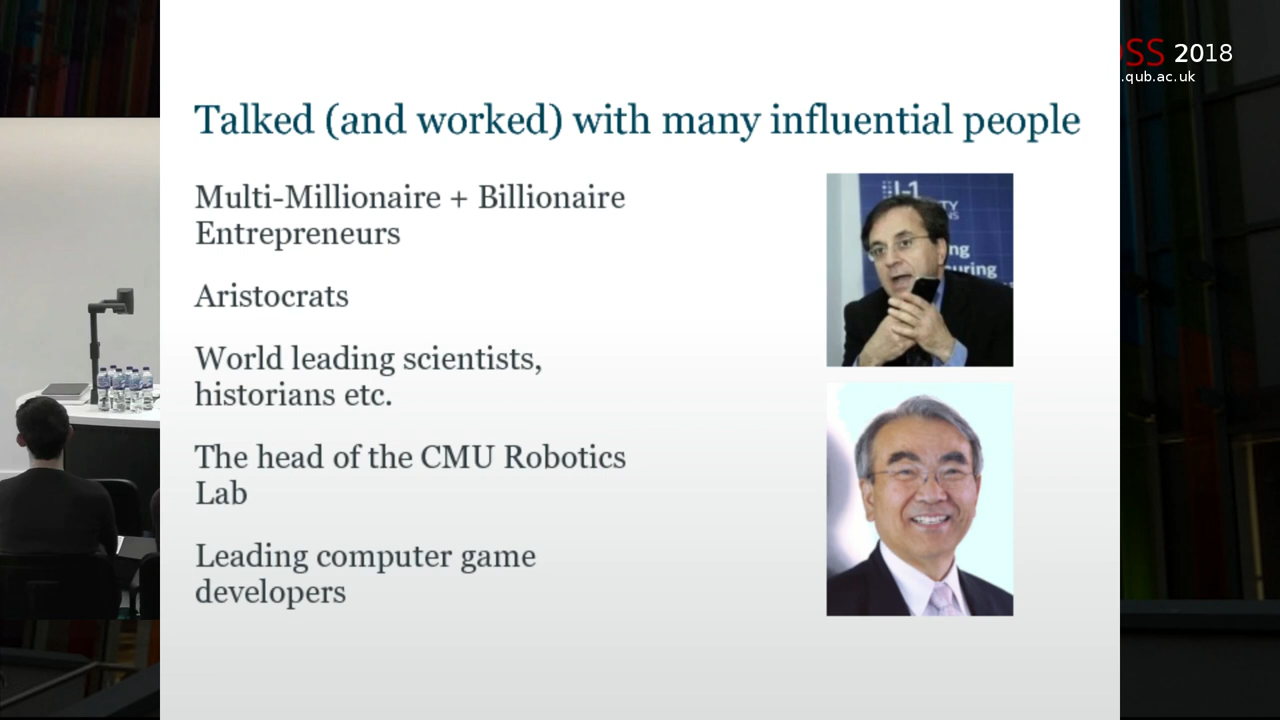 Talked (and worked) with many influential people
Multi-Millionaire + Billionaire
Entrepreneurs
Aristocrats
World leading scientists,
historians etc.
The head of the CMU Robotics
Lab
Leading computer game
developers
SS 2018
.qub.ac.uk